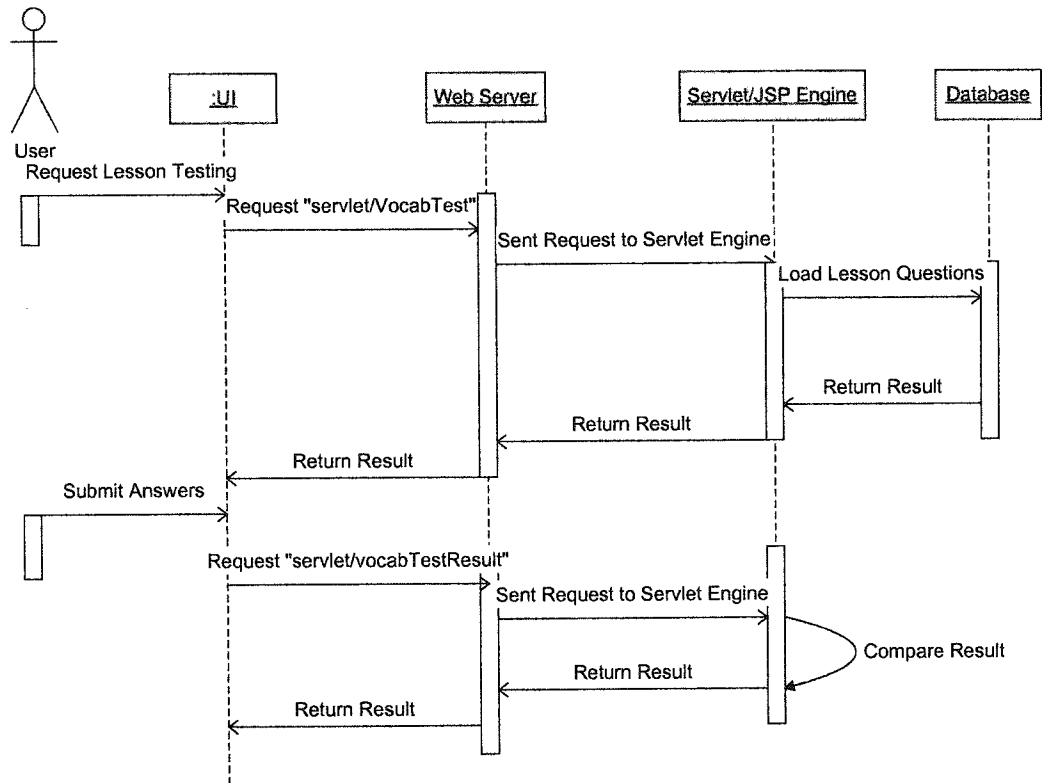 :UI
Web Server
Servlet/JSP Engine
Database
User
Request Lesson Testing
Request "servlet/VocabTest"
Sent Request to Servlet Engine
Load Lesson Questions
Return Result
Return Result
Return Result
Submit Answers
Request "servlet/vocabTestResult"
Sent Request to Servlet Engine
Compare Result
Return Result
Return Result